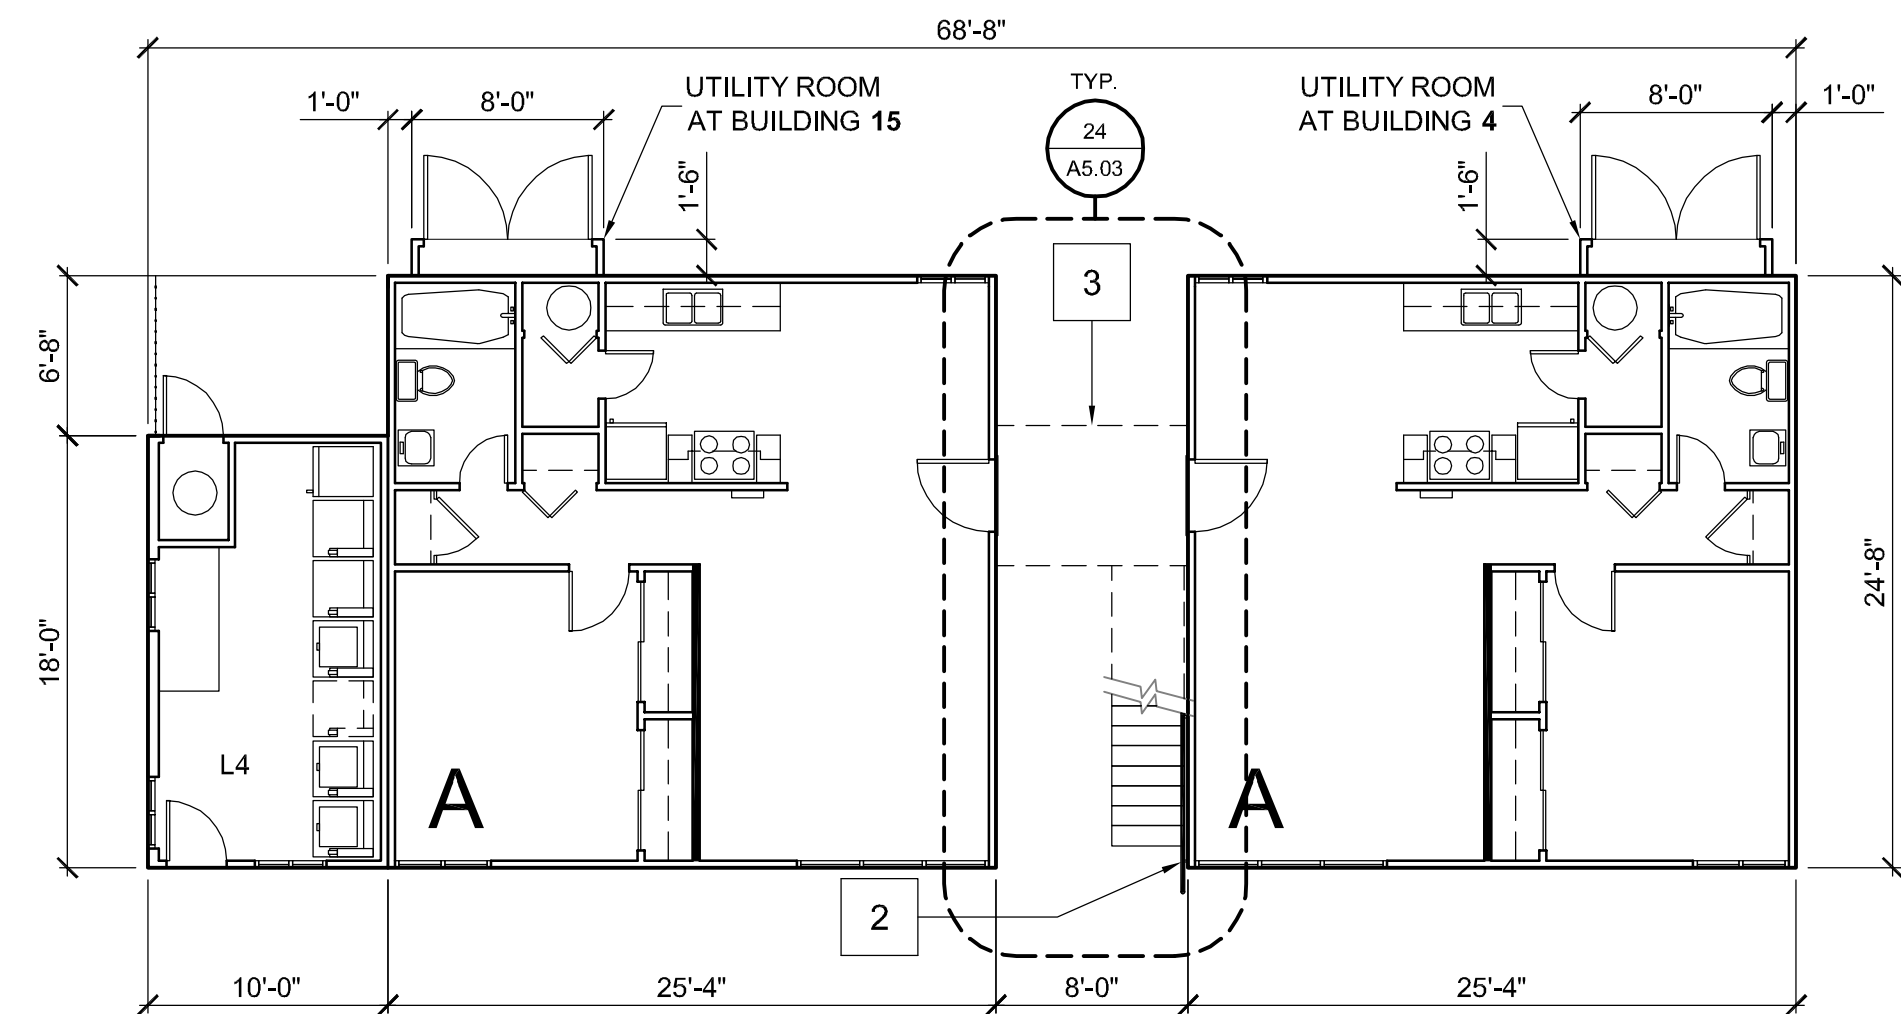 68'-8"
1'-0"
8'-0"
UTILITY ROOM
AT BUILDING 15
TYP.
24
A5.03
UTILITY ROOM
AT BUILDING 4
8'-0"
1'-0"
1'-6"
1'-6"
3
6'-8"
18'-0"
24'-8"
L4
A
A
2
10'-0"
25'-4"
8'-0"
25'-4"